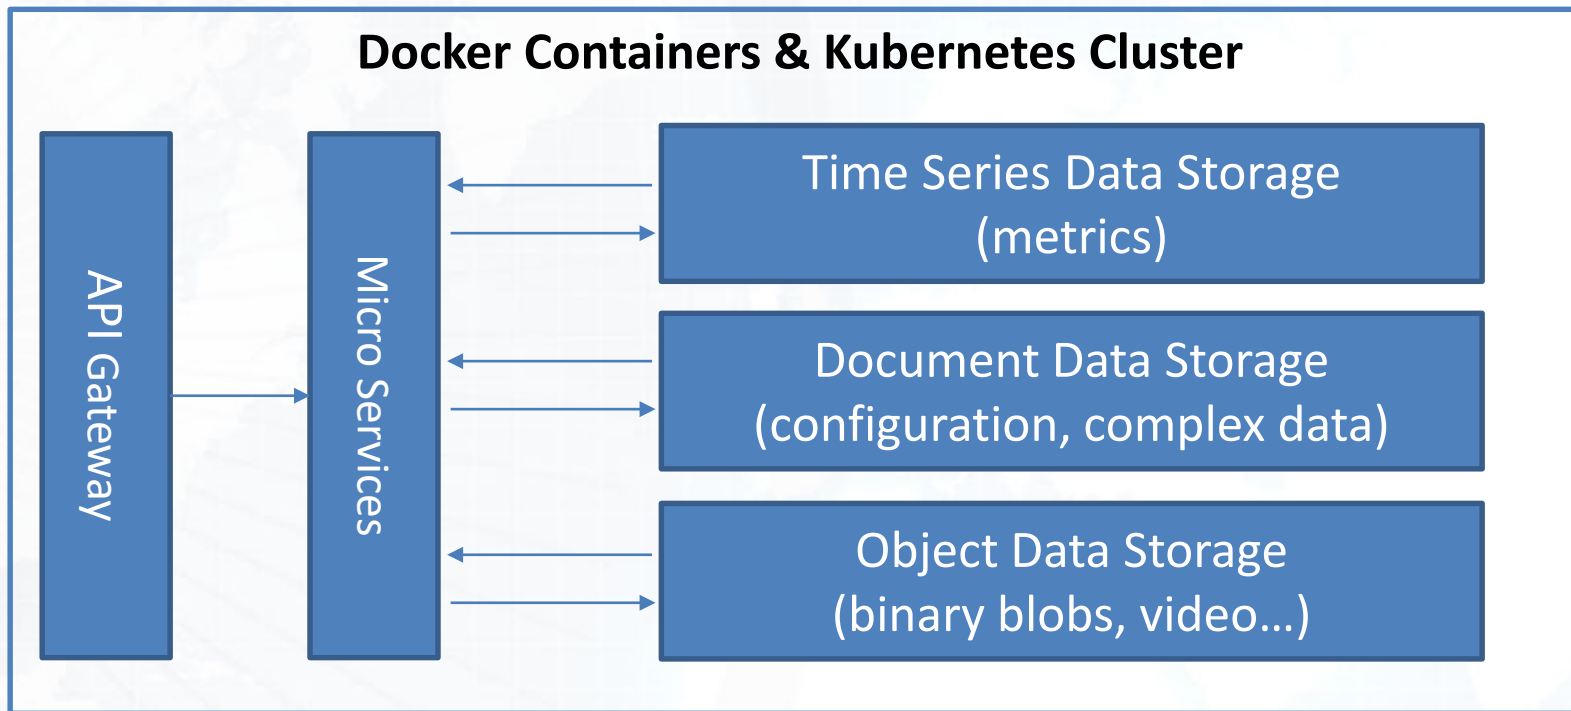 Docker Containers & Kubernetes Cluster
API Gateway
Micro Services
Time Series Data Storage
(metrics)
Document Data Storage
(configuration, complex data)
Object Data Storage
(binary blobs, video…)